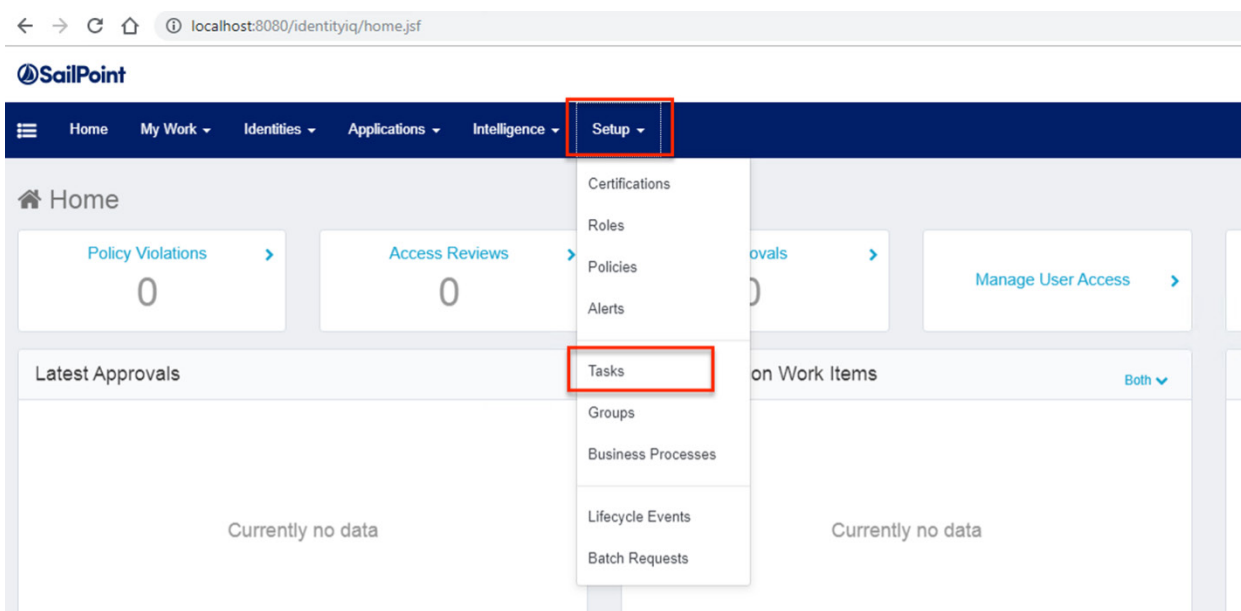 localhost:8080/identityiq/home.jsf
SailPoint
Home My Work Identities Applications Intelligence Setup
Home
Policy Violations
0
Access Reviews
0
ovals
Manage User Access
Certifications
Roles
Policies
Alerts
Tasks
Groups
Business Processes
Lifecycle Events
Batch Requests
Latest Approvals
Currently no data
on Work Items
Both
Currently no data